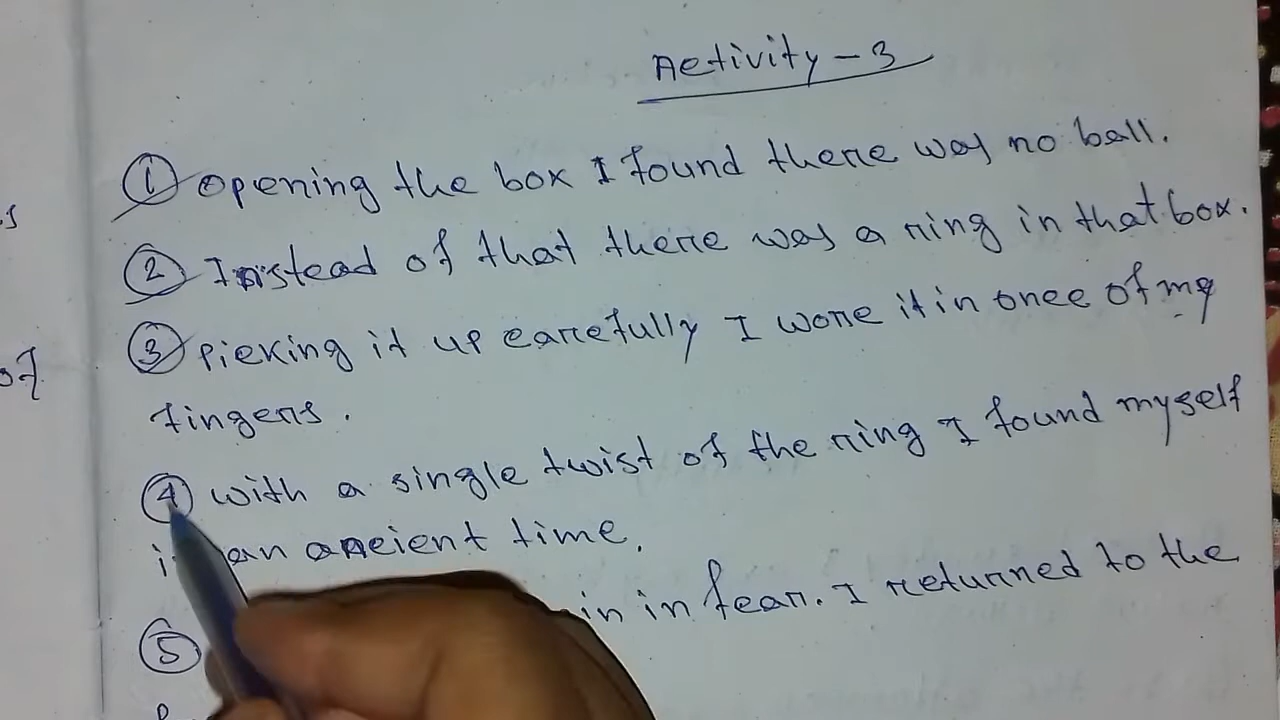 Activity - 3
① Opening the box I found there was no ball.
② Instead of that there was a ring in that box.
③ Picking it up carefully I wore it in once of my
fingers.
④ with a single twist of the ring I found myself
an ancient time.
⑤ in in fear. I returned to the